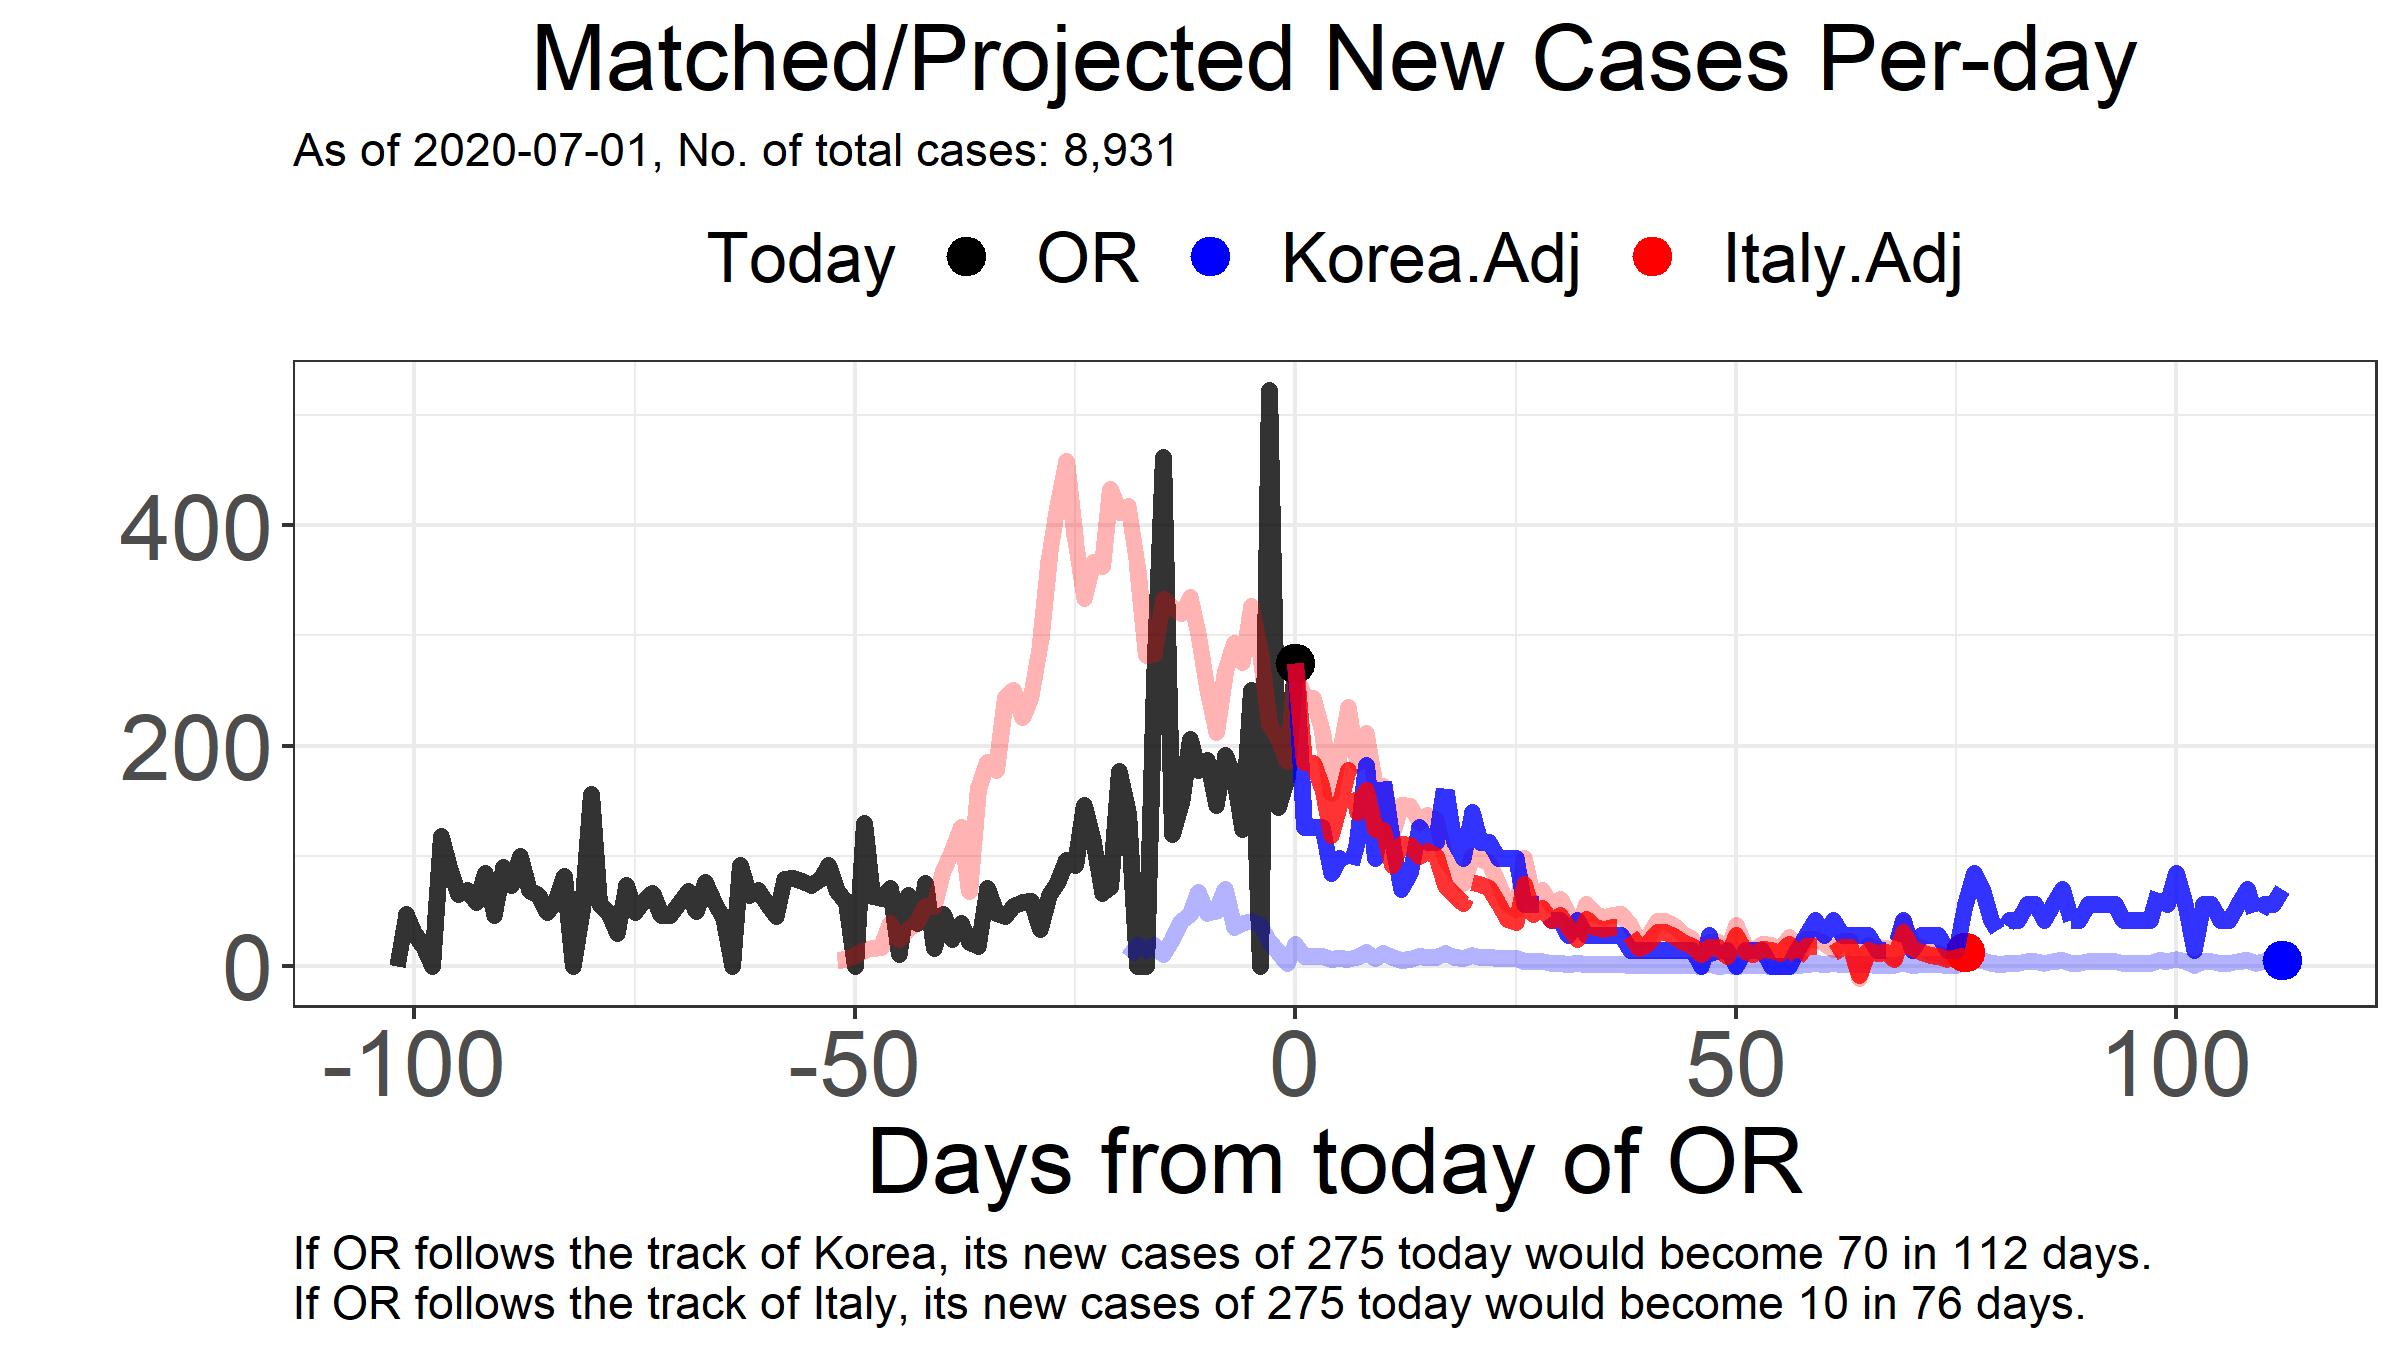 Matched/Projected New Cases Per-day
As of 2020-07-01, No. of total cases: 8,931
Today OR Korea.Adj Italy.Adj
400
200
0
-100 -50 0 50 100
Days from today of OR
If OR follows the track of Korea, its new cases of 275 today would become 70 in 112 days.
If OR follows the track of Italy, its new cases of 275 today would become 10 in 76 days.